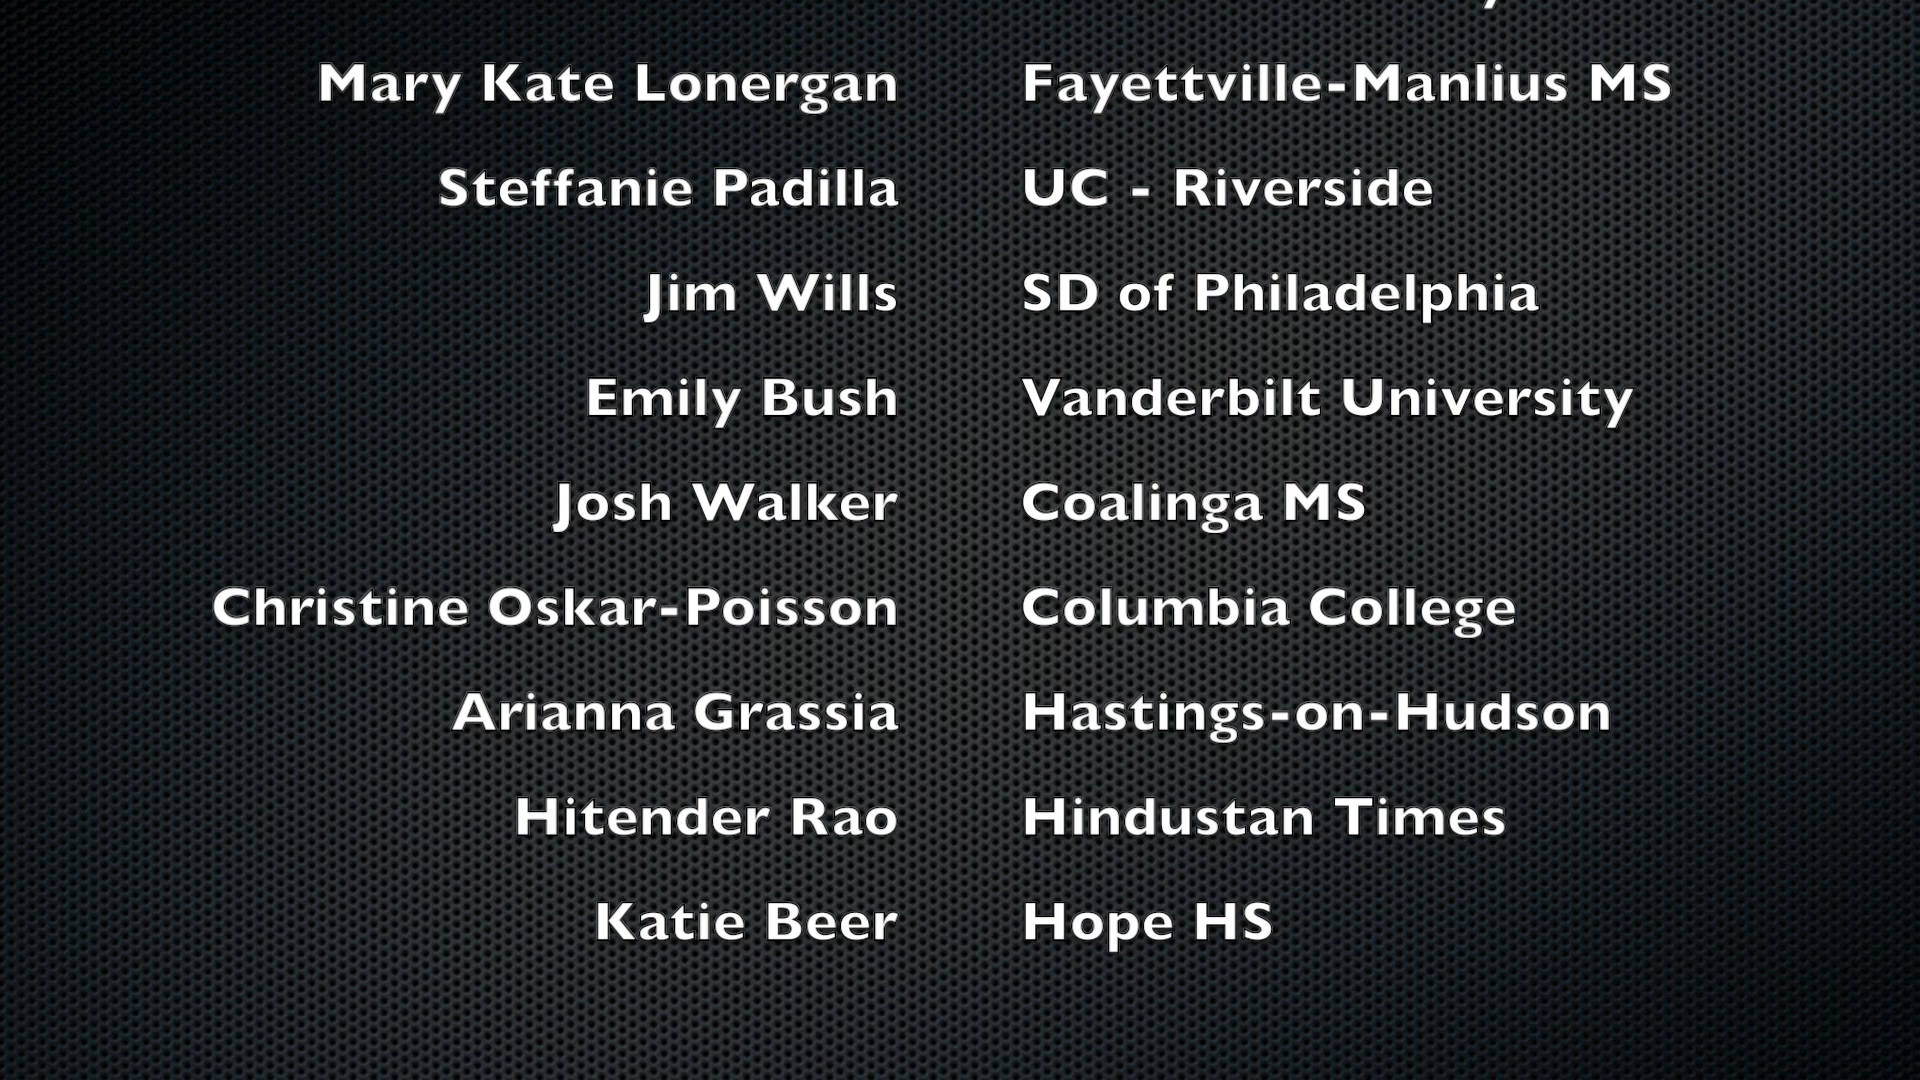 Mary Kate Lonergan Fayettville-Manlius MS
Steffanie Padilla UC - Riverside
Jim Wills SD of Philadelphia
Emily Bush Vanderbilt University
Josh Walker Coalinga MS
Christine Oskar-Poisson Columbia College
Arianna Grassia Hastings-on-Hudson
Hitender Rao Hindustan Times
Katie Beer Hope HS